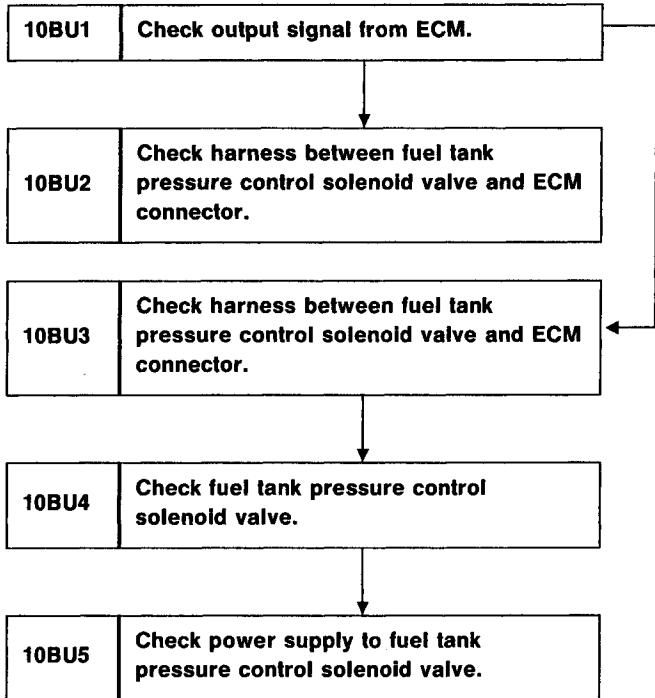 10BU1 Check output signal from ECM.
10BU2 Check harness between fuel tank
pressure control solenoid valve and ECM
connector.
10BU3 Check harness between fuel tank
pressure control solenoid valve and ECM
connector.
10BU4 Check fuel tank pressure control
solenoid valve.
10BU5 Check power supply to fuel tank
pressure control solenoid valve.